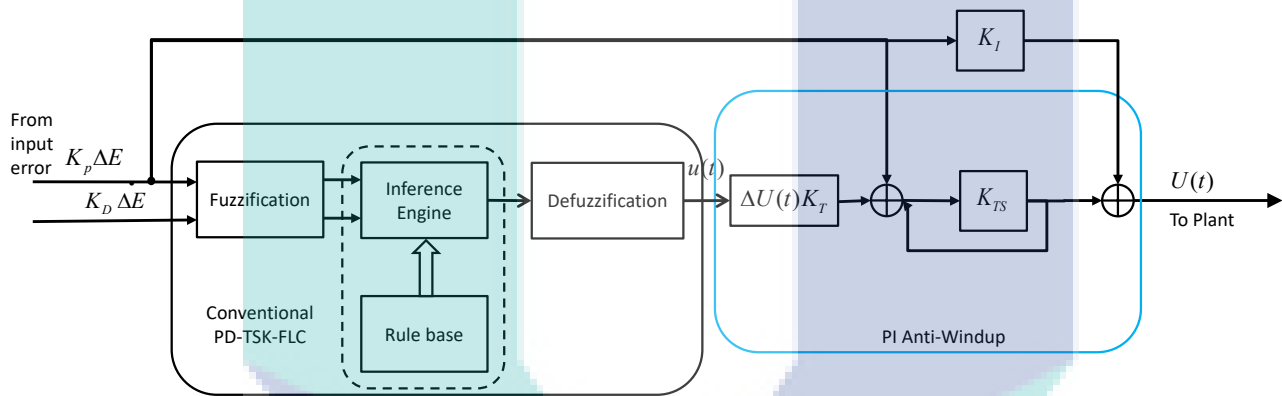 From
input
error
K_p ΔE
K_D ΔE
Fuzzification
Inference
Engine
Rule base
Conventional
PD-TSK-FLC
Defuzzification
u(t)
ΔU(t)K_T
K_TS
K_I
U(t)
To Plant
PI Anti-Windup